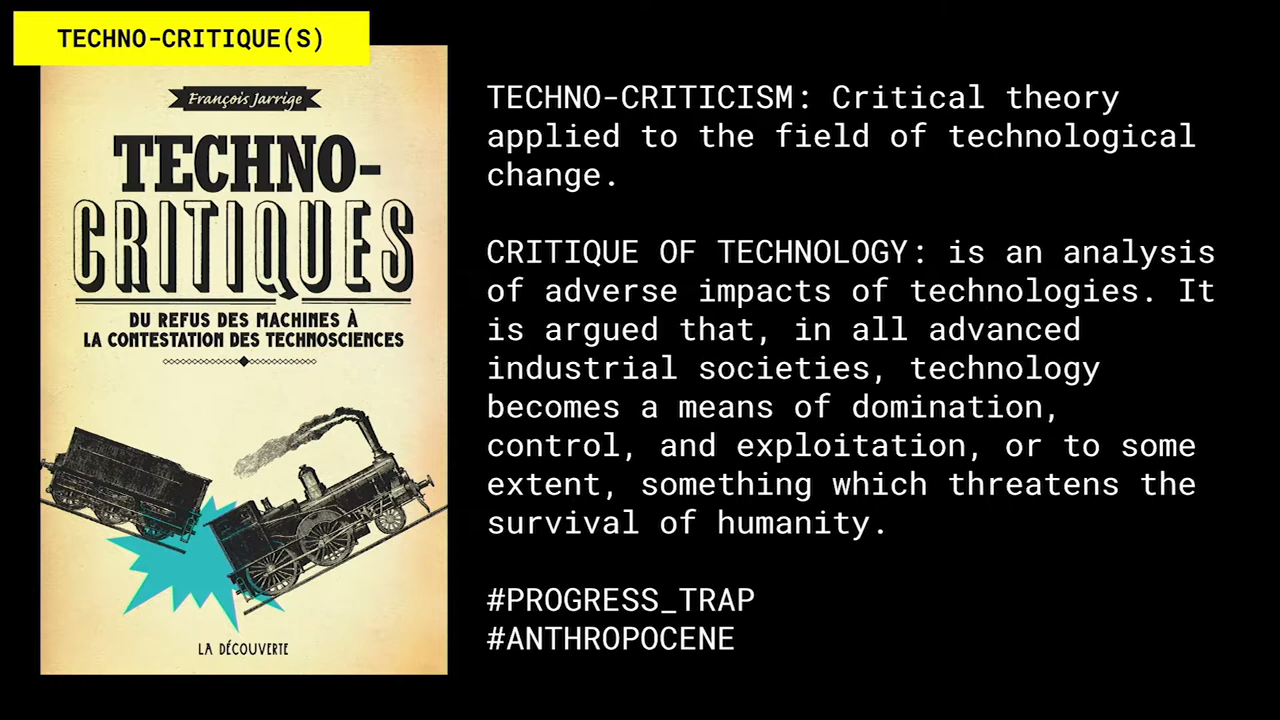 TECHNO-CRITIQUE(S)
François Jarrige
TECHNO-
CRITIQUES
DU REFUS DES MACHINES À
LA CONTESTATION DES TECHNOSCIENCES
LA DÉCOUVERTE
TECHNO-CRITICISM: Critical theory
applied to the field of technological
change.
CRITIQUE OF TECHNOLOGY: is an analysis
of adverse impacts of technologies. It
is argued that, in all advanced
industrial societies, technology
becomes a means of domination,
control, and exploitation, or to some
extent, something which threatens the
survival of humanity.
#PROGRESS_TRAP
#ANTHROPOCENE